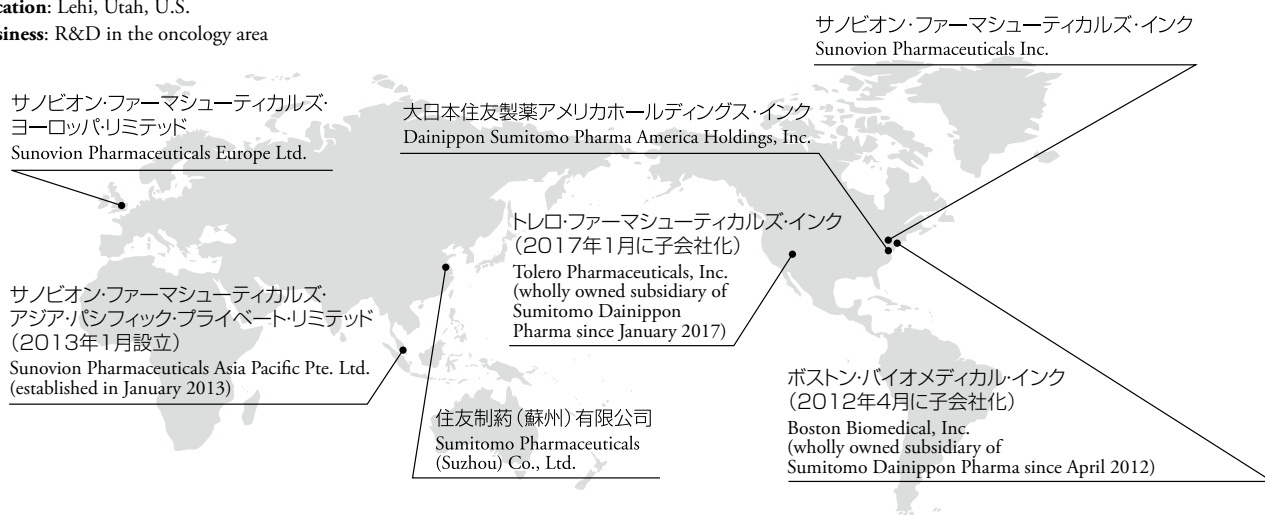 cation: Lehi, Utah, U.S.
siness: R&D in the oncology area
サノビオン・ファーマシューティカルズ・インク
Sunovion Pharmaceuticals Inc.
サノビオン・ファーマシューティカルズ・
ヨーロッパ・リミテッド
Sunovion Pharmaceuticals Europe Ltd.
大日本住友製薬アメリカホールディングス・インク
Dainippon Sumitomo Pharma America Holdings, Inc.
トレロ・ファーマシューティカルズ・インク
（2017年1月に子会社化）
Tolero Pharmaceuticals, Inc.
(wholly owned subsidiary of
Sumitomo Dainippon
Pharma since January 2017)
サノビオン・ファーマシューティカルズ・
アジア・パシフィック・プライベート・リミテッド
（2013年1月設立）
Sunovion Pharmaceuticals Asia Pacific Pte. Ltd.
(established in January 2013)
住友制葯（蘇州）有限公司
Sumitomo Pharmaceuticals
(Suzhou) Co., Ltd.
ボストン・バイオメディカル・インク
（2012年4月に子会社化）
Boston Biomedical, Inc.
(wholly owned subsidiary of
Sumitomo Dainippon Pharma since April 2012)